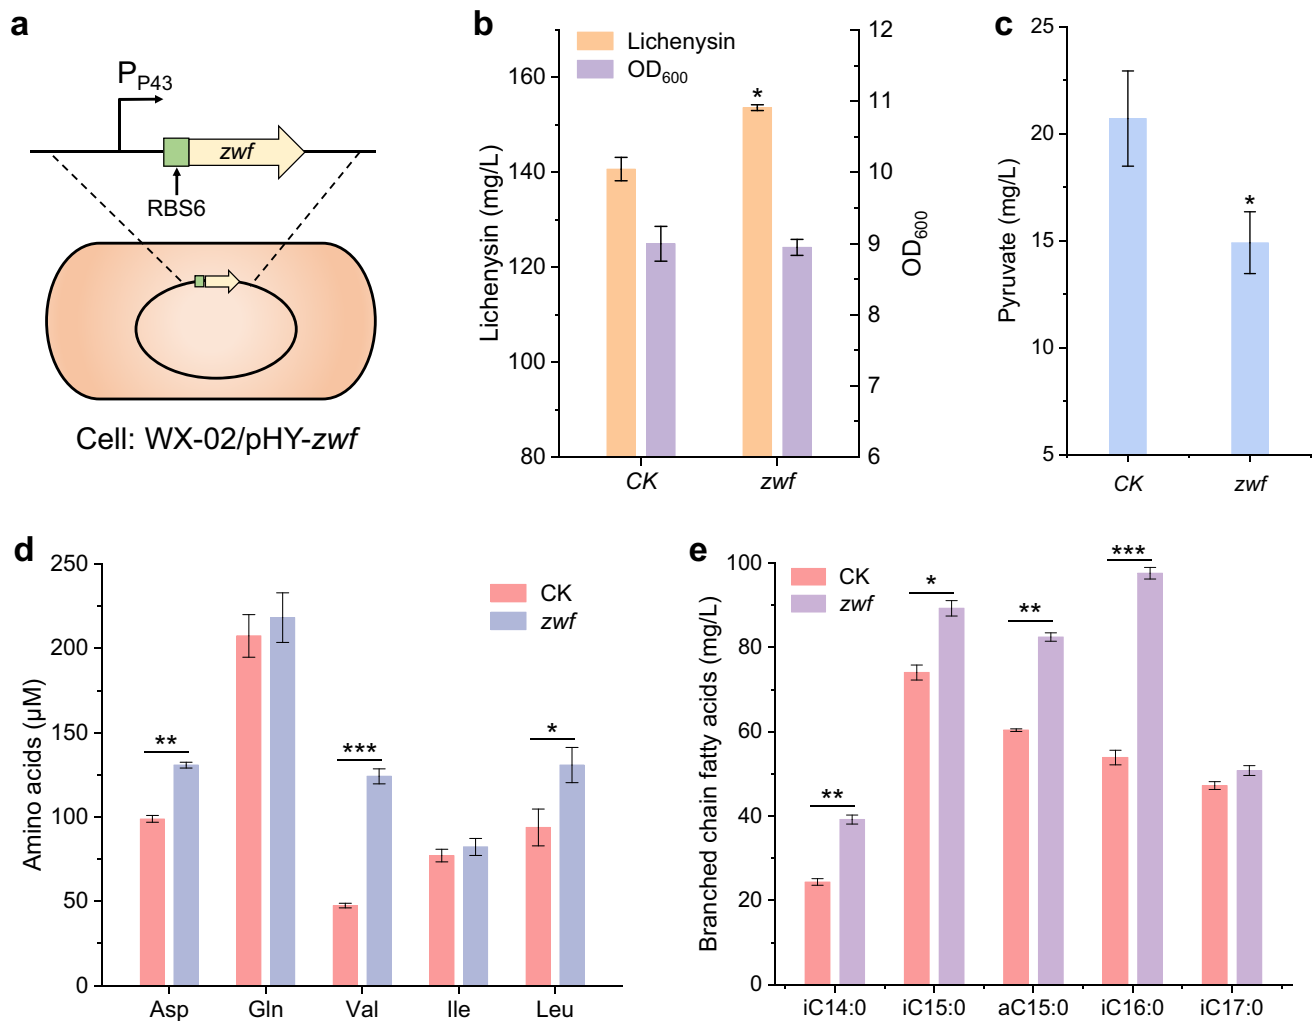 a
P_P43
zwf
RBS6
Cell: WX-02/pHY-zwf
b
Lichenysin
OD600
Lichenysin (mg/L)
160
140
120
100
80
12
11
10
9
8
7
6
OD600
*
CK
zwf
c
Pyruvate (mg/L)
25
20
15
10
5
*
CK
zwf
d
Amino acids (μM)
250
200
150
100
50
0
CK
zwf
**
***
*
Asp
Gln
Val
Ile
Leu
e
Branched chain fatty acids (mg/L)
100
80
60
40
20
0
CK
zwf
**
*
**
***
iC14:0
iC15:0
aC15:0
iC16:0
iC17:0